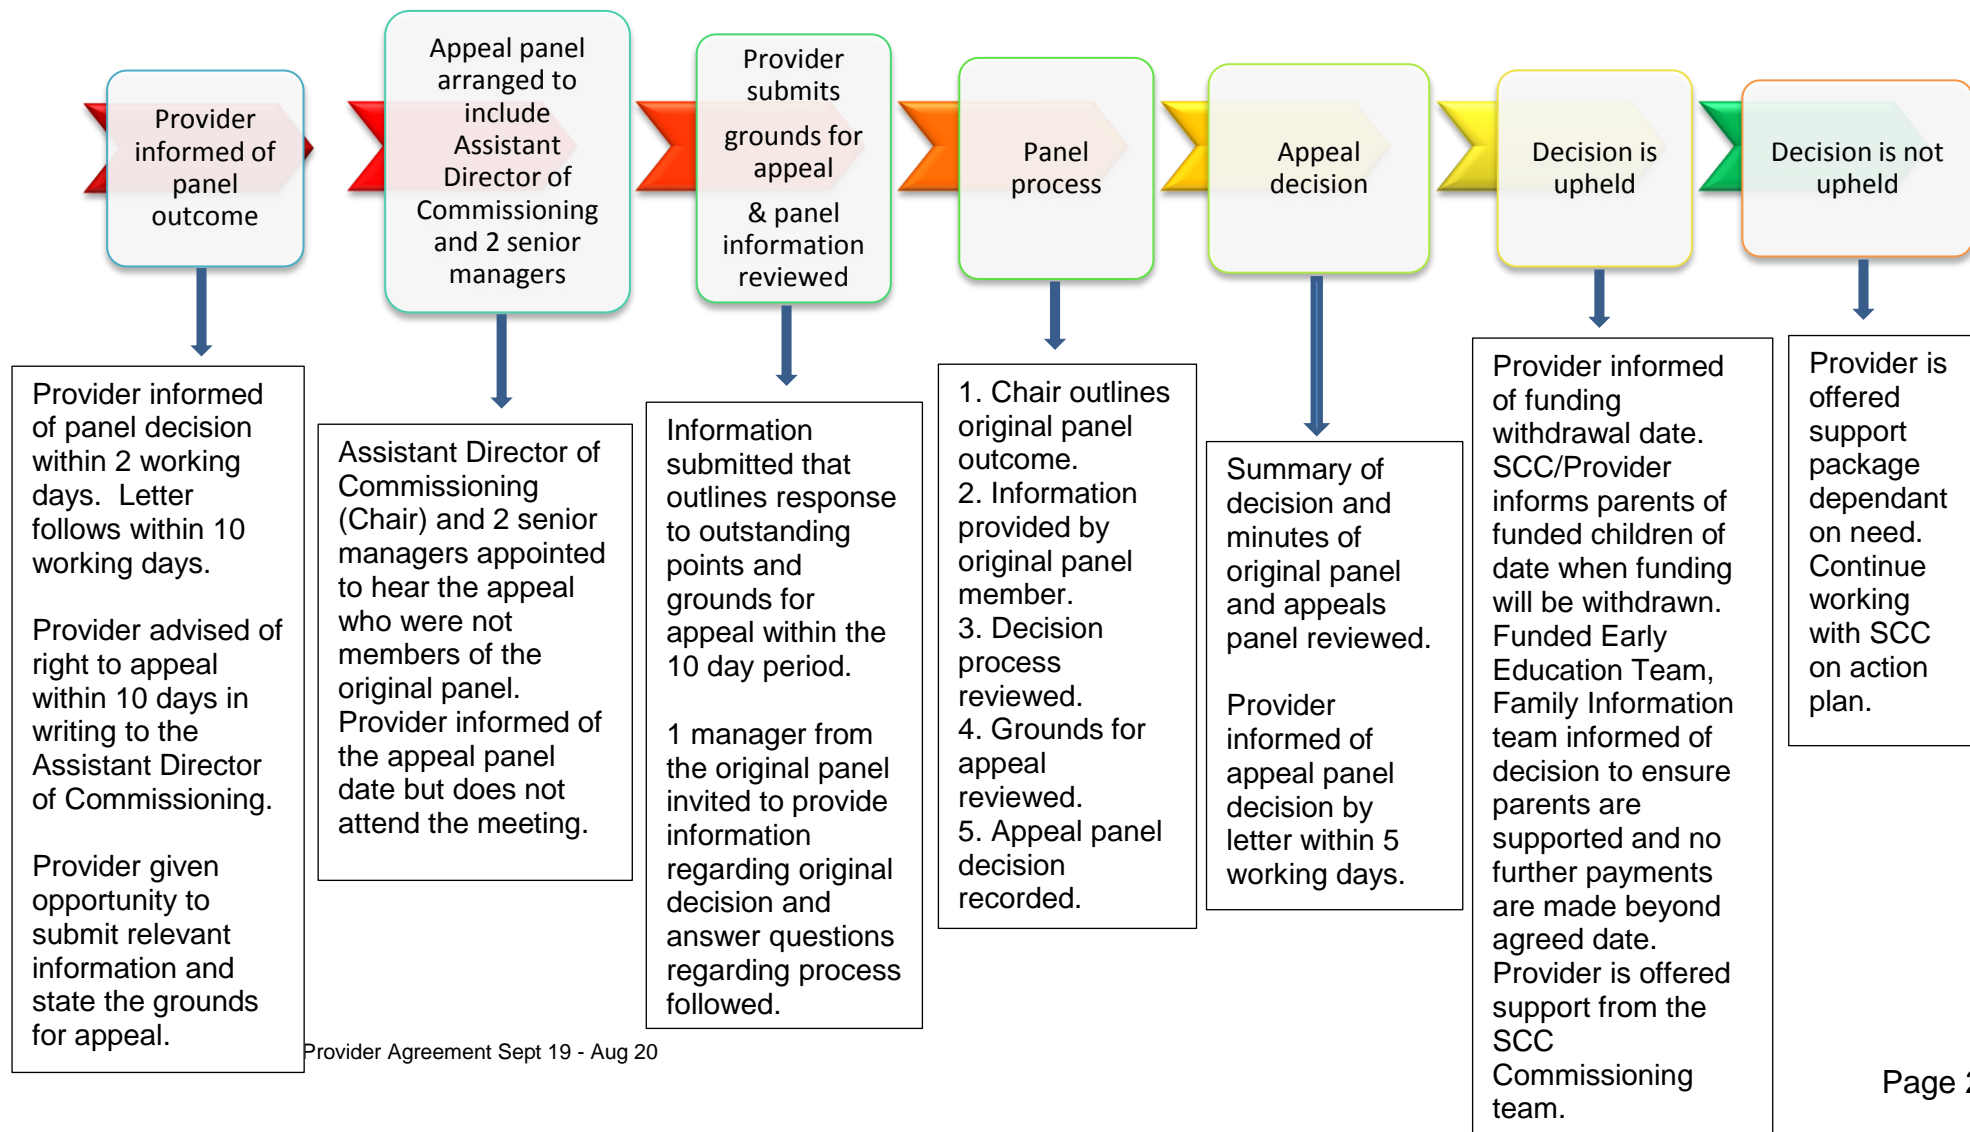 Provider
informed of
panel
outcome
Appeal panel
arranged to
include
Assistant
Director of
Commissioning
and 2 senior
managers
Provider
submits
grounds for
appeal
& panel
information
reviewed
Panel
process
Appeal
decision
Decision is
upheld
Decision is not
upheld
Provider informed
of panel decision
within 2 working
days.  Letter
follows within 10
working days.
Provider advised of
right to appeal
within 10 days in
writing to the
Assistant Director
of Commissioning.
Provider given
opportunity to
submit relevant
information and
state the grounds
for appeal.
Assistant Director of
Commissioning
(Chair) and 2 senior
managers appointed
to hear the appeal
who were not
members of the
original panel.
Provider informed of
the appeal panel
date but does not
attend the meeting.
Information
submitted that
outlines response
to outstanding
points and
grounds for
appeal within the
10 day period.
1 manager from
the original panel
invited to provide
information
regarding original
decision and
answer questions
regarding process
followed.
1. Chair outlines
original panel
outcome.
2. Information
provided by
original panel
member.
3. Decision
process
reviewed.
4. Grounds for
appeal
reviewed.
5. Appeal panel
decision
recorded.
Summary of
decision and
minutes of
original panel
and appeals
panel reviewed.
Provider
informed of
appeal panel
decision by
letter within 5
working days.
Provider informed
of funding
withdrawal date.
SCC/Provider
informs parents of
funded children of
date when funding
will be withdrawn.
Funded Early
Education Team,
Family Information
team informed of
decision to ensure
parents are
supported and no
further payments
are made beyond
agreed date.
Provider is offered
support from the
SCC
Commissioning
team.
Provider is
offered
support
package
dependant
on need.
Continue
working
with SCC
on action
plan.
Provider Agreement Sept 19 - Aug 20
Page